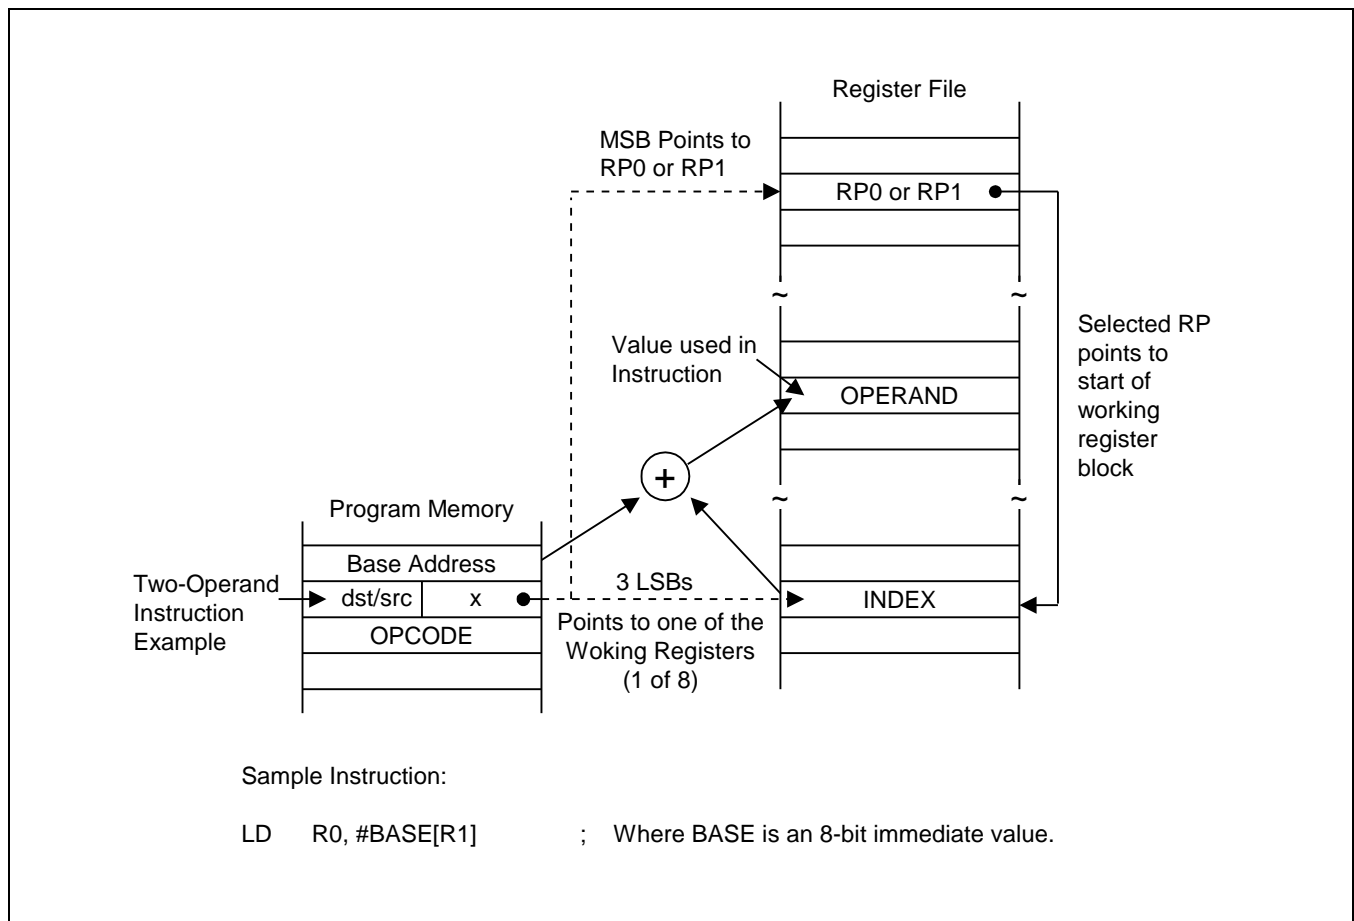 Register File
MSB Points to
RP0 or RP1
RP0 or RP1
~ ~
Selected RP
points to
start of
working
register
block
Value used in
Instruction
OPERAND
+
~ ~
Program Memory
Base Address
Two-Operand
Instruction
Example
dst/src x
3 LSBs
INDEX
OPCODE
Points to one of the
Woking Registers
(1 of 8)
Sample Instruction:
LD R0, #BASE[R1] ; Where BASE is an 8-bit immediate value.